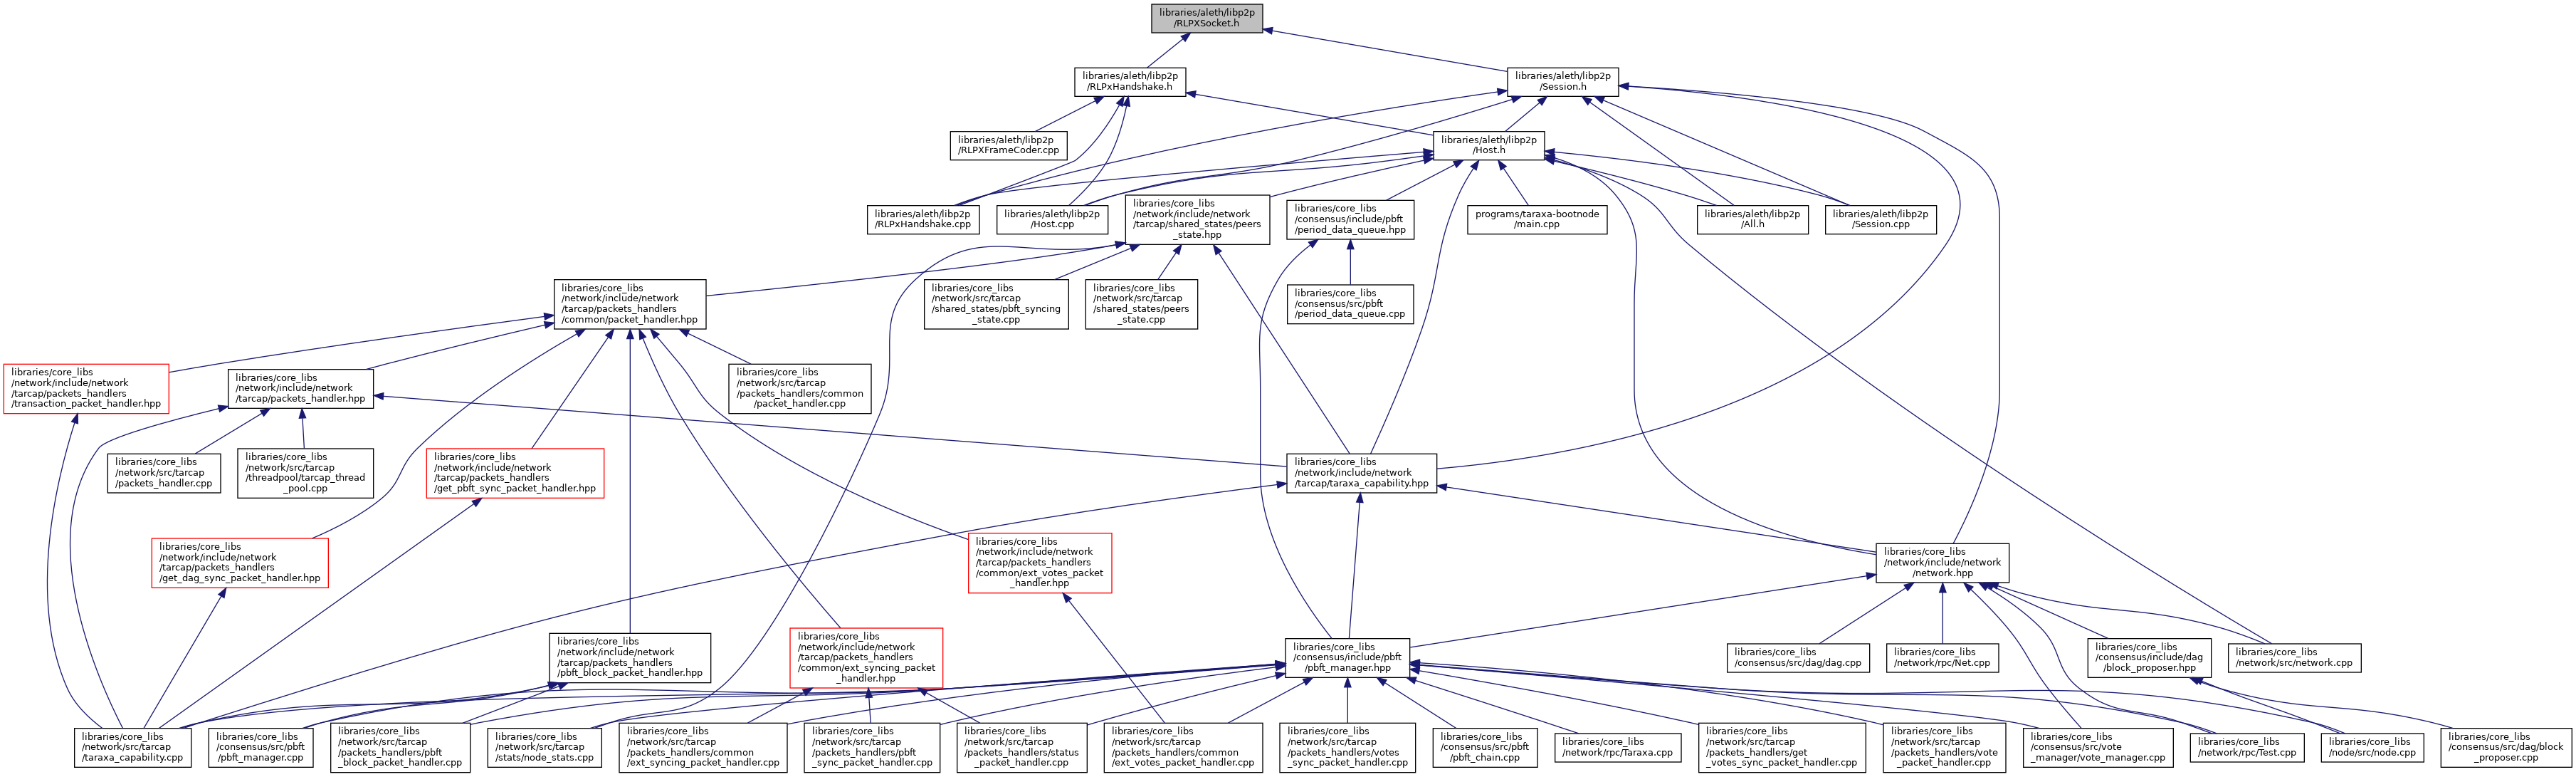 libraries/aleth/libp2p
/RLPXSocket.h
libraries/aleth/libp2p
/RLPxHandshake.h
libraries/aleth/libp2p
/Session.h
libraries/aleth/libp2p
/RLPXFrameCoder.cpp
libraries/aleth/libp2p
/Host.h
libraries/aleth/libp2p
/RLPxHandshake.cpp
libraries/aleth/libp2p
/Host.cpp
libraries/core_libs
/network/include/network
/tarcap/shared_states/peers
_state.hpp
libraries/core_libs
/consensus/include/pbft
/period_data_queue.hpp
programs/taraxa-bootnode
/main.cpp
libraries/aleth/libp2p
/All.h
libraries/aleth/libp2p
/Session.cpp
libraries/core_libs
/network/include/network
/tarcap/packets_handlers
/common/packet_handler.hpp
libraries/core_libs
/network/src/tarcap
/shared_states/pbft_syncing
_state.cpp
libraries/core_libs
/network/src/tarcap
/shared_states/peers
_state.cpp
libraries/core_libs
/consensus/src/pbft
/period_data_queue.cpp
libraries/core_libs
/network/include/network
/tarcap/packets_handlers
/transaction_packet_handler.hpp
libraries/core_libs
/network/include/network
/tarcap/packets_handler.hpp
libraries/core_libs
/network/src/tarcap
/packets_handlers/common
/packet_handler.cpp
libraries/core_libs
/network/src/tarcap
/packets_handler.cpp
libraries/core_libs
/network/src/tarcap
/threadpool/tarcap_thread
_pool.cpp
libraries/core_libs
/network/include/network
/tarcap/packets_handlers
/get_pbft_sync_packet_handler.hpp
libraries/core_libs
/network/include/network
/tarcap/taraxa_capability.hpp
libraries/core_libs
/network/include/network
/tarcap/packets_handlers
/get_dag_sync_packet_handler.hpp
libraries/core_libs
/network/include/network
/tarcap/packets_handlers
/common/ext_votes_packet
_handler.hpp
libraries/core_libs
/network/include/network
/network.hpp
libraries/core_libs
/network/include/network
/tarcap/packets_handlers
/pbft_block_packet_handler.hpp
libraries/core_libs
/network/include/network
/tarcap/packets_handlers
/common/ext_syncing_packet
_handler.hpp
libraries/core_libs
/consensus/include/pbft
/pbft_manager.hpp
libraries/core_libs
/consensus/src/dag/dag.cpp
libraries/core_libs
/network/rpc/Net.cpp
libraries/core_libs
/consensus/include/dag
/block_proposer.hpp
libraries/core_libs
/network/src/network.cpp
libraries/core_libs
/network/src/tarcap
/taraxa_capability.cpp
libraries/core_libs
/consensus/src/pbft
/pbft_manager.cpp
libraries/core_libs
/network/src/tarcap
/packets_handlers/pbft
_block_packet_handler.cpp
libraries/core_libs
/network/src/tarcap
/stats/node_stats.cpp
libraries/core_libs
/network/src/tarcap
/packets_handlers/common
/ext_syncing_packet_handler.cpp
libraries/core_libs
/network/src/tarcap
/packets_handlers/pbft
_sync_packet_handler.cpp
libraries/core_libs
/network/src/tarcap
/packets_handlers/status
_packet_handler.cpp
libraries/core_libs
/network/src/tarcap
/packets_handlers/common
/ext_votes_packet_handler.cpp
libraries/core_libs
/network/src/tarcap
/packets_handlers/votes
_sync_packet_handler.cpp
libraries/core_libs
/consensus/src/pbft
/pbft_chain.cpp
libraries/core_libs
/network/rpc/Taraxa.cpp
libraries/core_libs
/network/src/tarcap
/packets_handlers/get
_votes_sync_packet_handler.cpp
libraries/core_libs
/network/src/tarcap
/packets_handlers/vote
_packet_handler.cpp
libraries/core_libs
/consensus/src/vote
_manager/vote_manager.cpp
libraries/core_libs
/network/rpc/Test.cpp
libraries/core_libs
/node/src/node.cpp
libraries/core_libs
/consensus/src/dag/block
_proposer.cpp